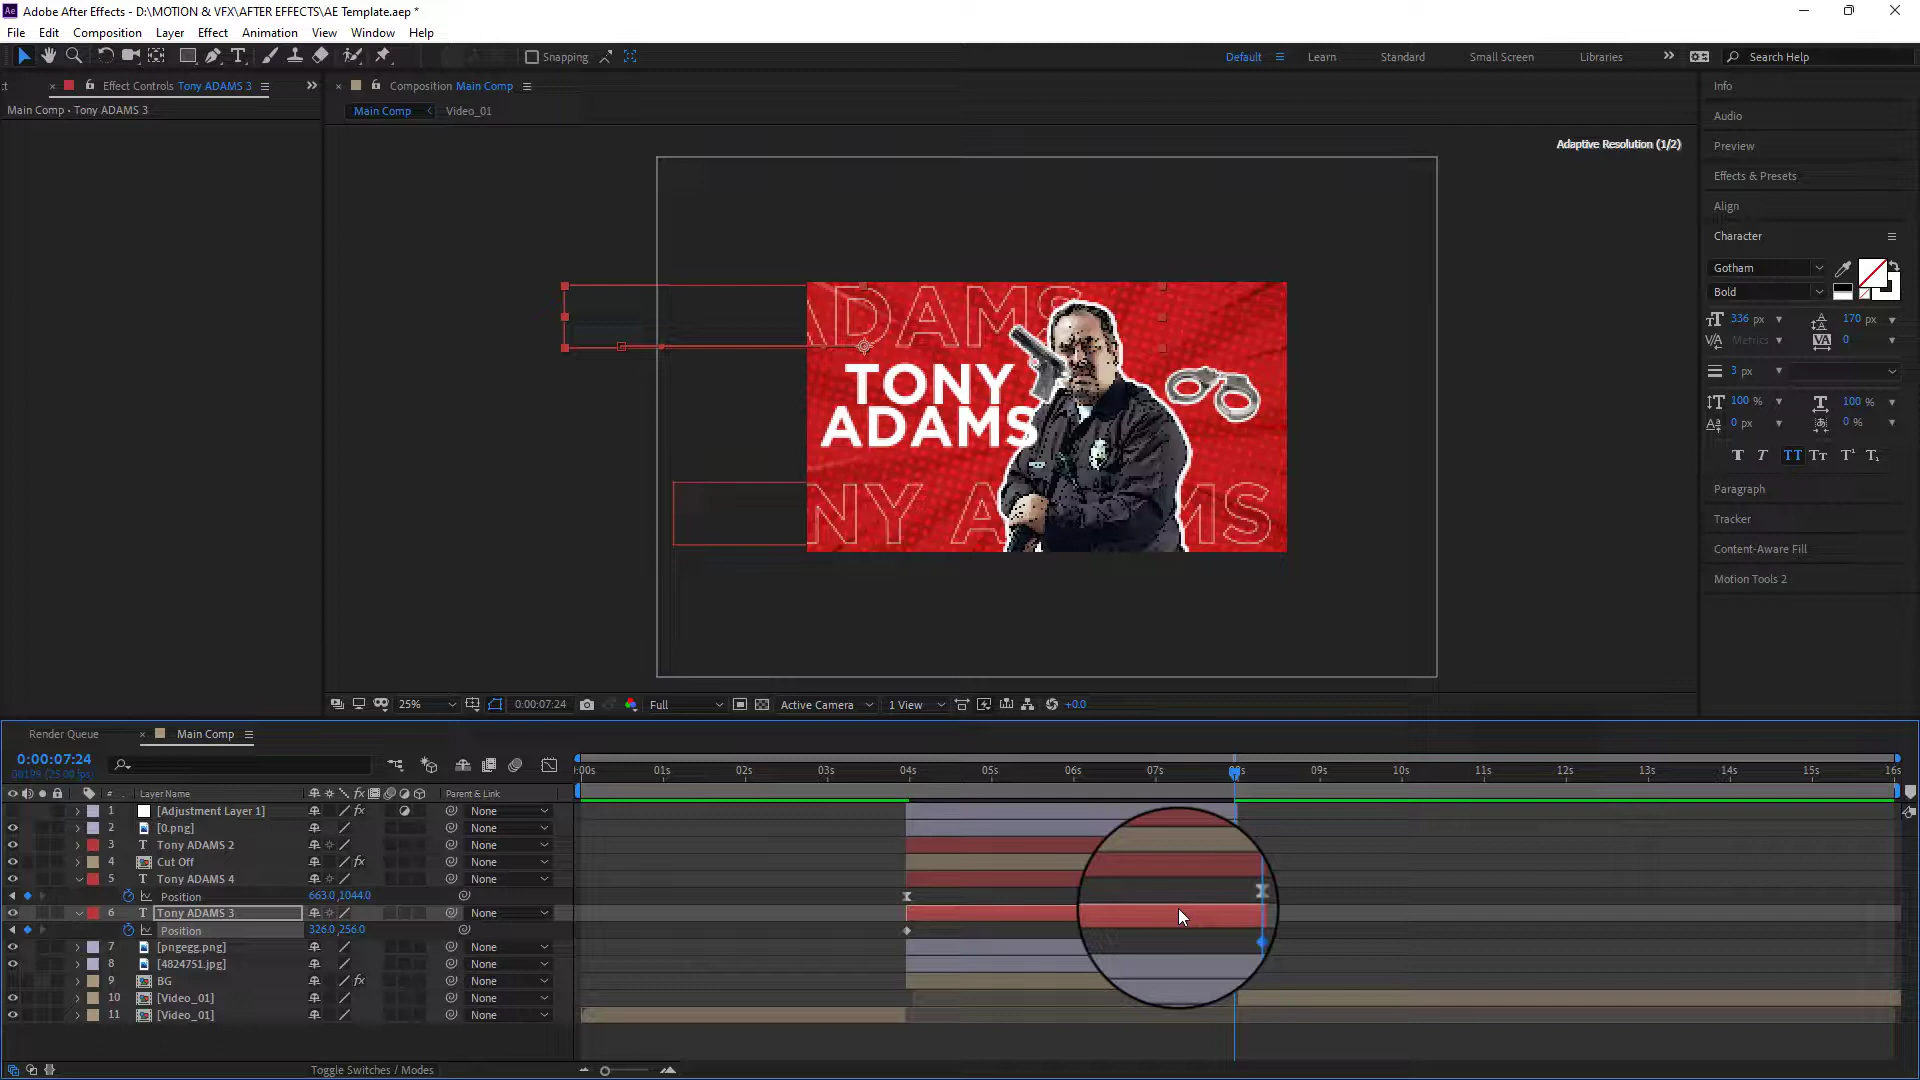 Adobe After Effects - D:\MOTION & VFX\AFTER EFFECTS\AE Template.aep *
File Edit Composition Layer Effect Animation View Window Help
Snapping Default Learn Standard Small Screen Libraries Search Help
Effect Controls Tony ADAMS 3
Main Comp • Tony ADAMS 3
Composition Main Comp
Main Comp Video_01
Adaptive Resolution (1/2)
ADAMS
TONY
ADAMS
NY A MS
25% 0:00:07:24 Full Active Camera 1 View +0.0
Info
Audio
Preview
Effects & Presets
Align
Character
Gotham
Bold
336 px 170 px
Metrics 0
3 px
100 % 100 %
0 px 0 %
Paragraph
Tracker
Content-Aware Fill
Motion Tools 2
Render Queue Main Comp
0:00:07:24
00199 (25.00 fps)
:00s 01s 02s 03s 04s 05s 06s 07s 09s 10s 11s 12s 13s 14s 15s 16s
# Layer Name Parent & Link
1 [Adjustment Layer 1] None
2 [0.png] None
3 Tony ADAMS 2 None
4 Cut Off None
5 Tony ADAMS 4 None
Position 663.0,1044.0
6 Tony ADAMS 3 None
Position 326.0,256.0
7 [pngegg.png] None
8 [4824751.jpg] None
9 BG None
10 [Video_01] None
11 [Video_01] None
Toggle Switches / Modes